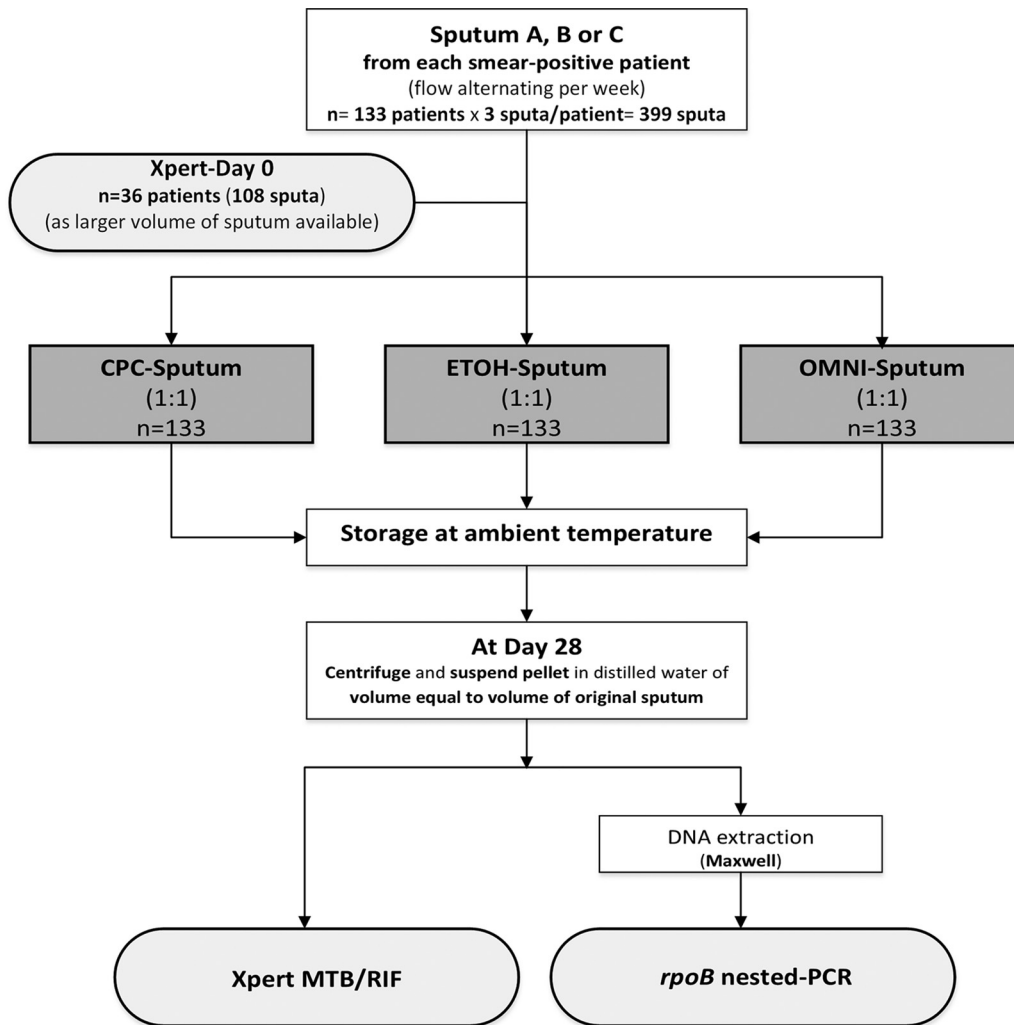 Sputum A, B or C
from each smear-positive patient
(flow alternating per week)
n= 133 patients x 3 sputa/patient= 399 sputa
Xpert-Day 0
n=36 patients (108 sputa)
(as larger volume of sputum available)
CPC-Sputum
(1:1)
n=133
ETOH-Sputum
(1:1)
n=133
OMNI-Sputum
(1:1)
n=133
Storage at ambient temperature
At Day 28
Centrifuge and suspend pellet in distilled water of
volume equal to volume of original sputum
DNA extraction
(Maxwell)
Xpert MTB/RIF
rpoB nested-PCR